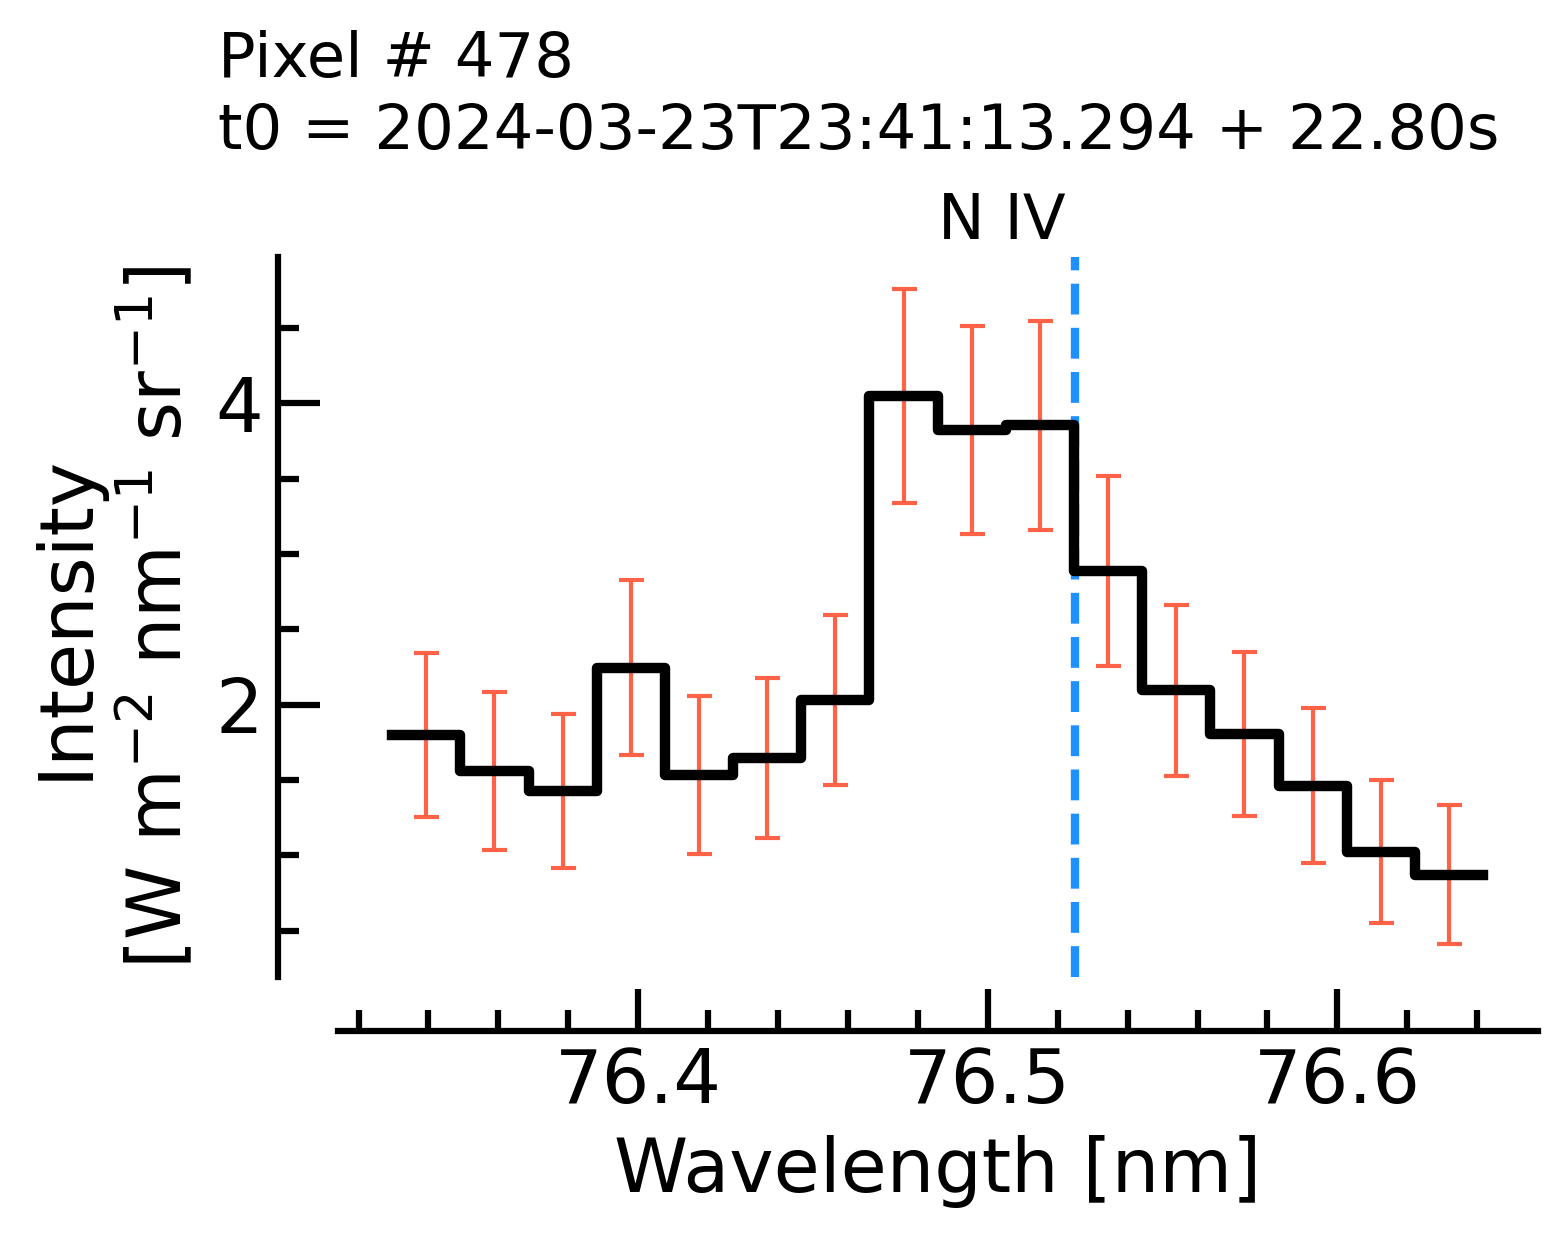 Pixel # 478
t0 = 2024-03-23T23:41:13.294 + 22.80s
N IV
Intensity
[W m⁻² nm⁻¹ sr⁻¹]
4
2
76.4 76.5 76.6
Wavelength [nm]